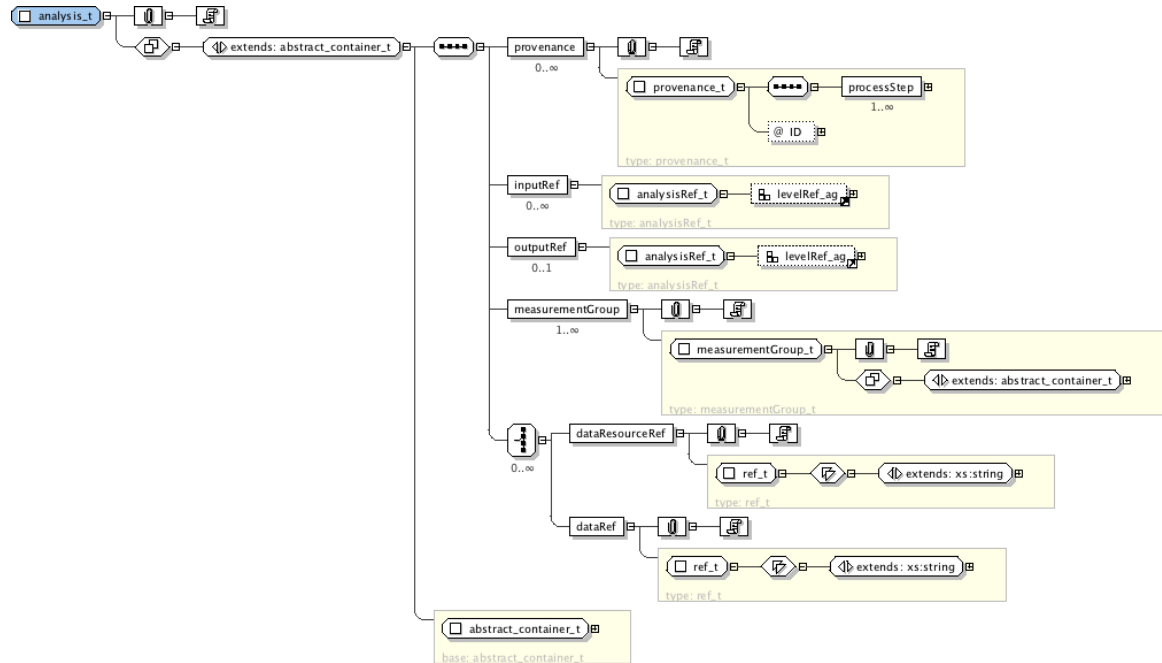 analysis_t
extends: abstract_container_t
provenance
0..∞
provenance_t
processStep
1..∞
@ ID
type: provenance_t
inputRef
0..∞
analysisRef_t
levelRef_ag
type: analysisRef_t
outputRef
0..1
analysisRef_t
levelRef_ag
type: analysisRef_t
measurementGroup
1..∞
measurementGroup_t
extends: abstract_container_t
type: measurementGroup_t
0..∞
dataResourceRef
ref_t
extends: xs:string
type: ref_t
dataRef
ref_t
extends: xs:string
type: ref_t
abstract_container_t
base: abstract_container_t